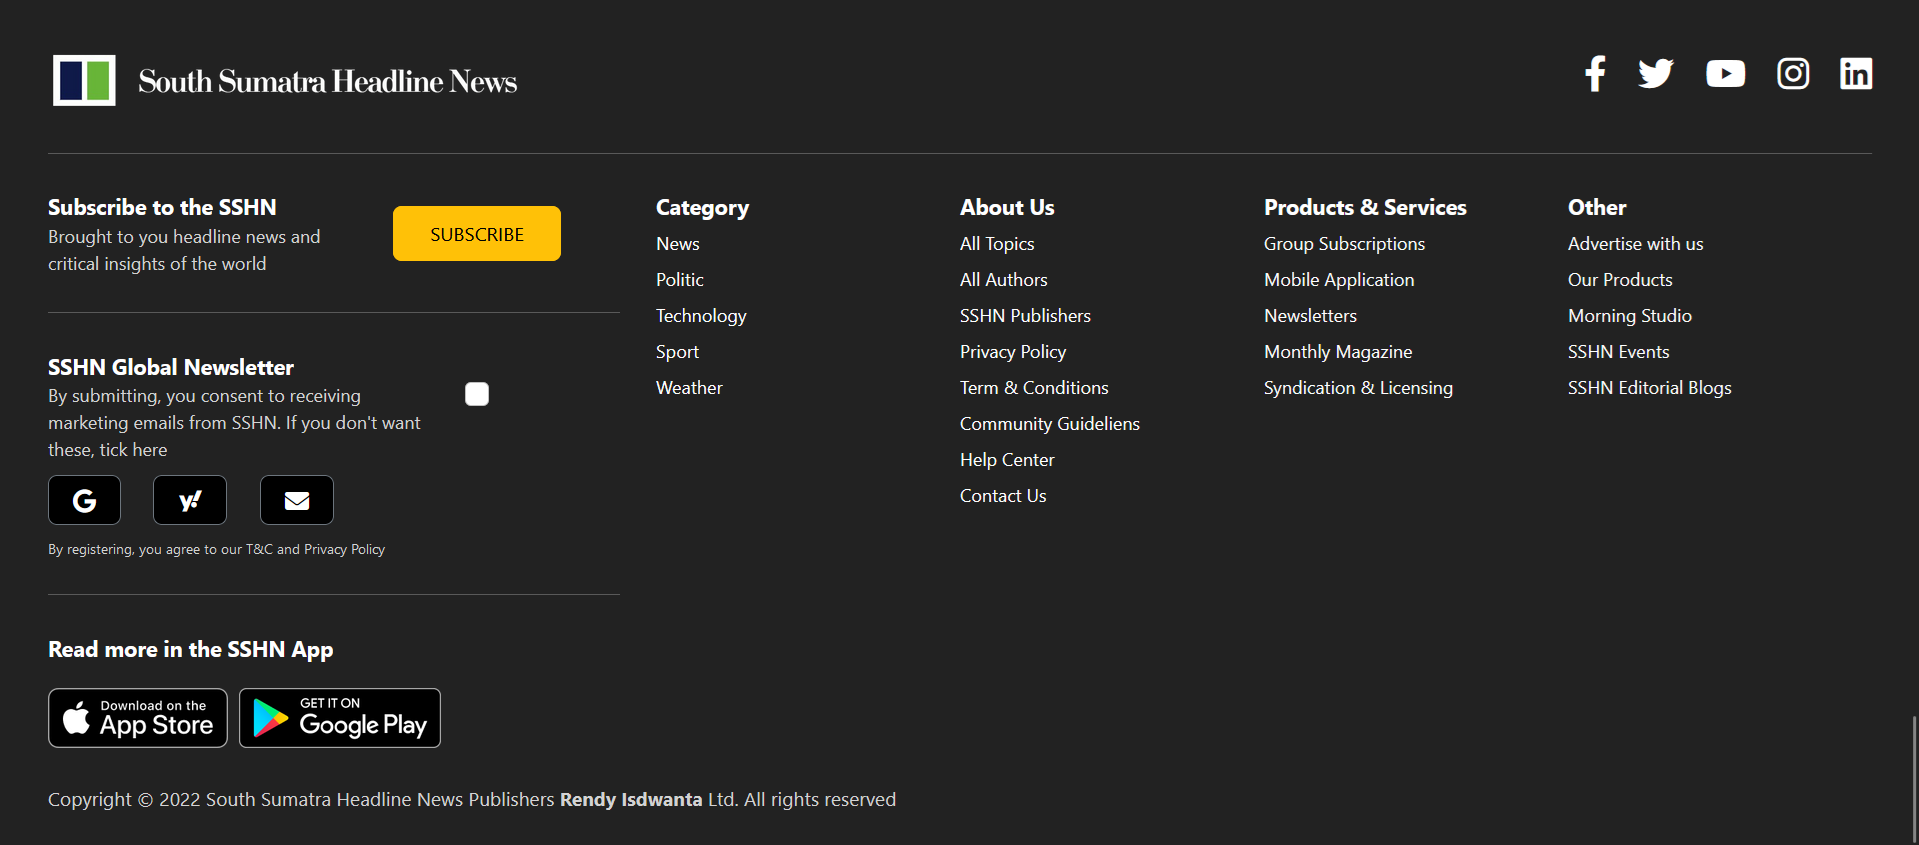 South Sumatra Headline News
Subscribe to the SSHN
Brought to you headline news and
critical insights of the world
SUBSCRIBE
SSHN Global Newsletter
By submitting, you consent to receiving
marketing emails from SSHN. If you don't want
these, tick here
By registering, you agree to our T&C and Privacy Policy
Read more in the SSHN App
Download on the
App Store
GET IT ON
Google Play
Category
News
Politic
Technology
Sport
Weather
About Us
All Topics
All Authors
SSHN Publishers
Privacy Policy
Term & Conditions
Community Guideliens
Help Center
Contact Us
Products & Services
Group Subscriptions
Mobile Application
Newsletters
Monthly Magazine
Syndication & Licensing
Other
Advertise with us
Our Products
Morning Studio
SSHN Events
SSHN Editorial Blogs
Copyright © 2022 South Sumatra Headline News Publishers Rendy Isdwanta Ltd. All rights reserved